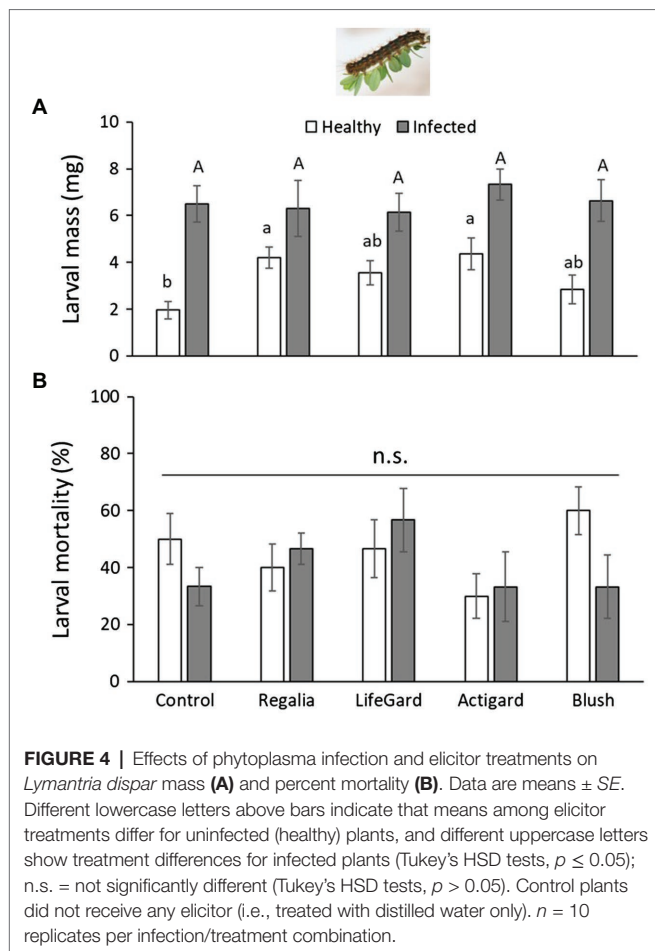 A
Healthy Infected
Larval mass (mg)
10
8
6
4
2
0
b A a A ab A a A ab A
B
Larval mortality (%)
100
80
60
40
20
0
n.s.
Control Regalia LifeGard Actigard Blush
FIGURE 4 | Effects of phytoplasma infection and elicitor treatments on
Lymantria dispar mass (A) and percent mortality (B). Data are means ± SE.
Different lowercase letters above bars indicate that means among elicitor
treatments differ for uninfected (healthy) plants, and different uppercase letters
show treatment differences for infected plants (Tukey's HSD tests, p ≤ 0.05);
n.s. = not significantly different (Tukey's HSD tests, p > 0.05). Control plants
did not receive any elicitor (i.e., treated with distilled water only). n = 10
replicates per infection/treatment combination.